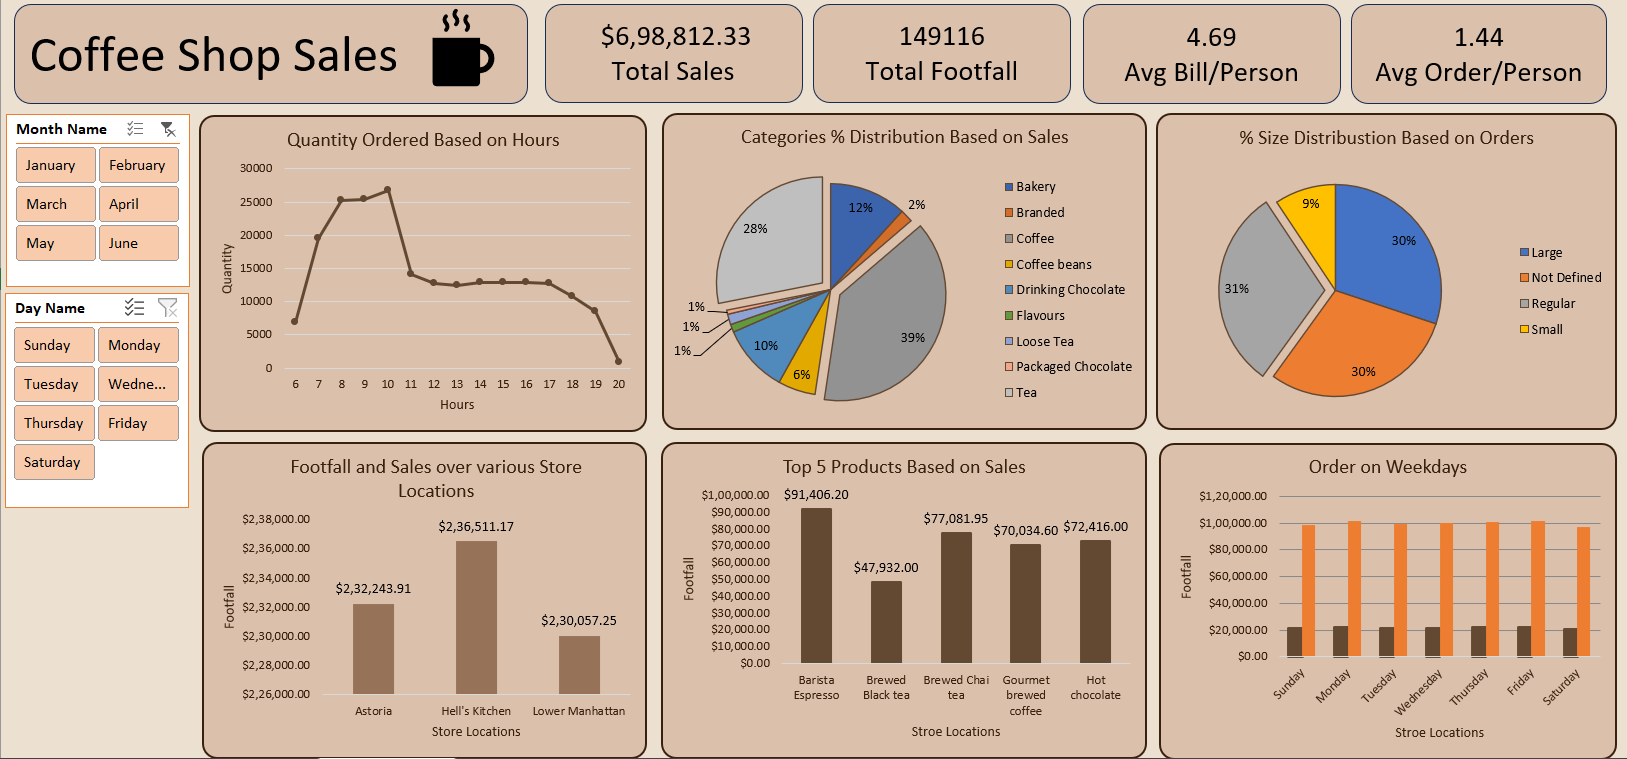 Coffee Shop Sales
$6,98,812.33
Total Sales
149116
Total Footfall
4.69
Avg Bill/Person
1.44
Avg Order/Person
Month Name
January
February
March
April
May
June
Day Name
Sunday
Monday
Tuesday
Wedne...
Thursday
Friday
Saturday
Quantity Ordered Based on Hours
Quantity
30000
25000
20000
15000
10000
5000
0
6 7 8 9 10 11 12 13 14 15 16 17 18 19 20
Hours
Categories % Distribution Based on Sales
12%
2%
39%
6%
10%
1%
1%
1%
28%
Bakery
Branded
Coffee
Coffee beans
Drinking Chocolate
Flavours
Loose Tea
Packaged Chocolate
Tea
% Size Distribustion Based on Orders
30%
30%
31%
9%
Large
Not Defined
Regular
Small
Footfall and Sales over various Store
Locations
Footfall
$2,38,000.00
$2,36,000.00
$2,34,000.00
$2,32,000.00
$2,30,000.00
$2,28,000.00
$2,26,000.00
$2,32,243.91
$2,36,511.17
$2,30,057.25
Astoria
Hell's Kitchen
Lower Manhattan
Store Locations
Top 5 Products Based on Sales
Footfall
$1,00,000.00
$90,000.00
$80,000.00
$70,000.00
$60,000.00
$50,000.00
$40,000.00
$30,000.00
$20,000.00
$10,000.00
$0.00
$91,406.20
$47,932.00
$77,081.95
$70,034.60
$72,416.00
Barista
Espresso
Brewed
Black tea
Brewed Chai
tea
Gourmet
brewed
coffee
Hot
chocolate
Stroe Locations
Order on Weekdays
Footfall
$1,20,000.00
$1,00,000.00
$80,000.00
$60,000.00
$40,000.00
$20,000.00
$0.00
Sunday
Monday
Tuesday
Wednesday
Thursday
Friday
Saturday
Stroe Locations